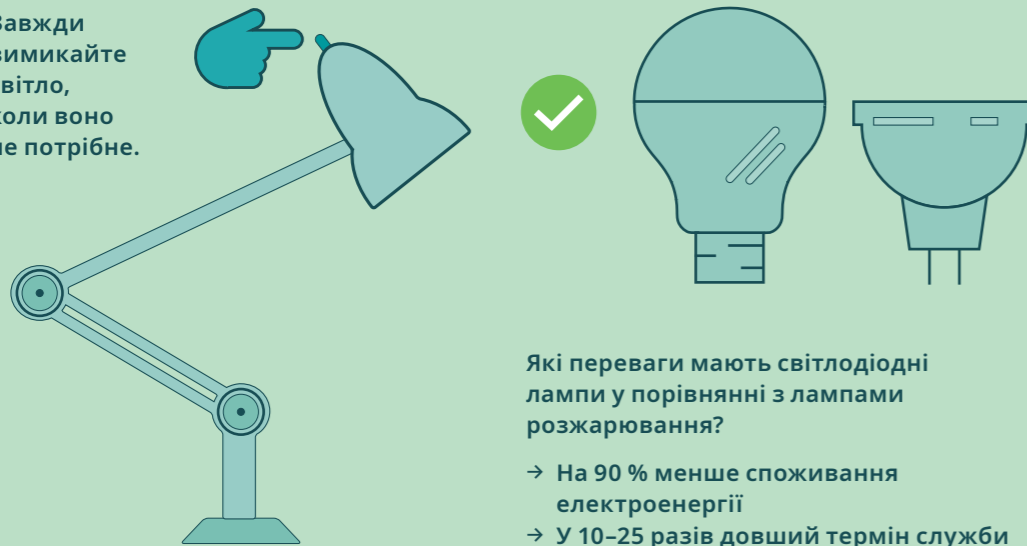 Завжди
вимикайте
світло,
коли воно
не потрібне.
Які переваги мають світлодіодні
лампи у порівнянні з лампами
розжарювання?
→ На 90 % менше споживання
електроенергії
→ У 10–25 разів довший термін служби